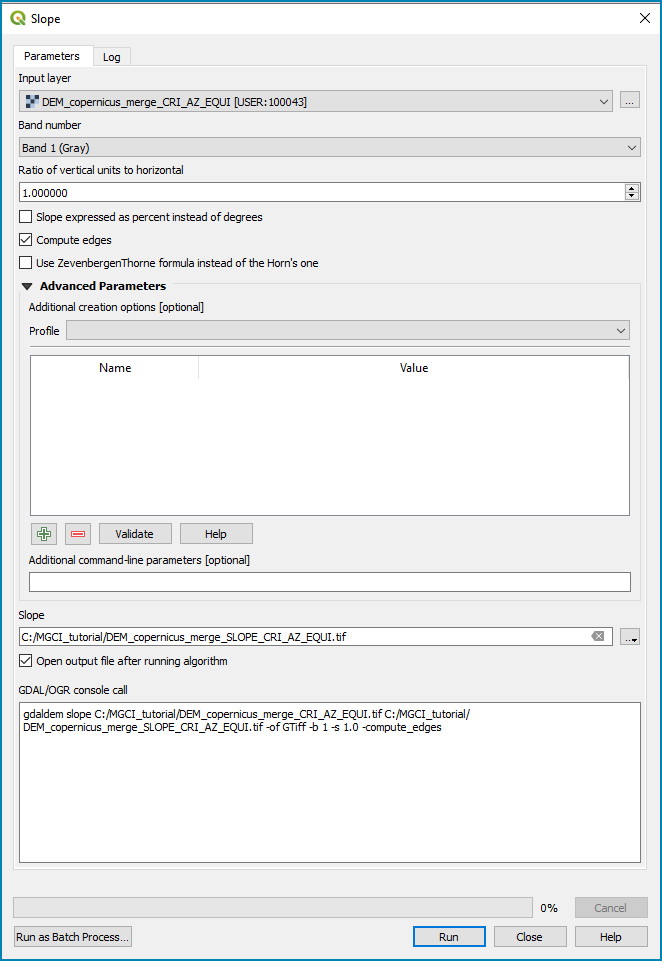 Slope
Parameters
Log
Input layer
DEM_copernicus_merge_CRI_AZ_EQUI [USER:100043]
...
Band number
Band 1 (Gray)
Ratio of vertical units to horizontal
1.000000
Slope expressed as percent instead of degrees
Compute edges
Use ZevenbergenThorne formula instead of the Horn's one
Advanced Parameters
Additional creation options [optional]
Profile
Name Value
Validate Help
Additional command-line parameters [optional]
Slope
C:/MGCI_tutorial/DEM_copernicus_merge_SLOPE_CRI_AZ_EQUI.tif
...
Open output file after running algorithm
GDAL/OGR console call
gdaldem slope C:/MGCI_tutorial/DEM_copernicus_merge_CRI_AZ_EQUI.tif C:/MGCI_tutorial/
DEM_copernicus_merge_SLOPE_CRI_AZ_EQUI.tif -of GTiff -b 1 -s 1.0 -compute_edges
0% Cancel
Run as Batch Process... Run Close Help